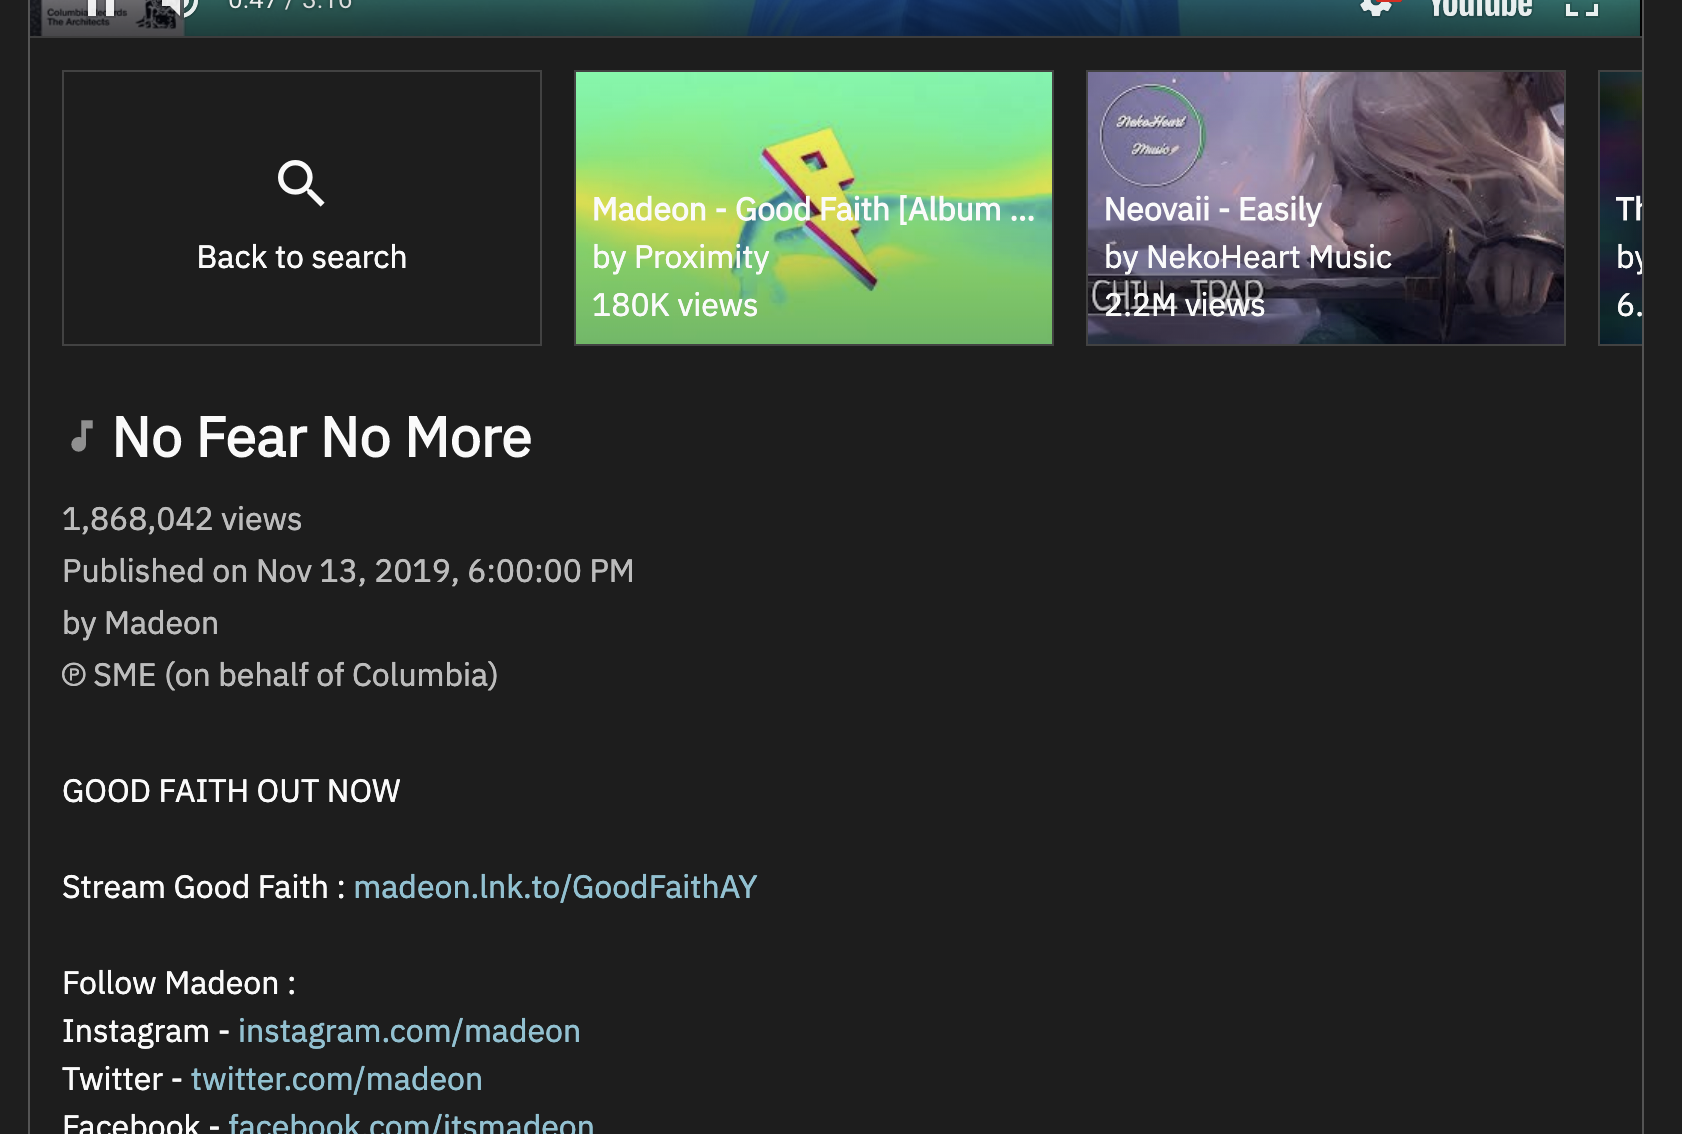 Columbia Records
The Architects
0:47 / 3:16
YouTube
Back to search
Madeon - Good Faith [Album ...
by Proximity
180K views
NekoHeart
Music
Neovaii - Easily
by NekoHeart Music
CHILL TRAP
2.2M views
by
6.
No Fear No More
1,868,042 views
Published on Nov 13, 2019, 6:00:00 PM
by Madeon
℗ SME (on behalf of Columbia)
GOOD FAITH OUT NOW
Stream Good Faith : madeon.lnk.to/GoodFaithAY
Follow Madeon :
Instagram - instagram.com/madeon
Twitter - twitter.com/madeon
Facebook - facebook.com/itsmadeon